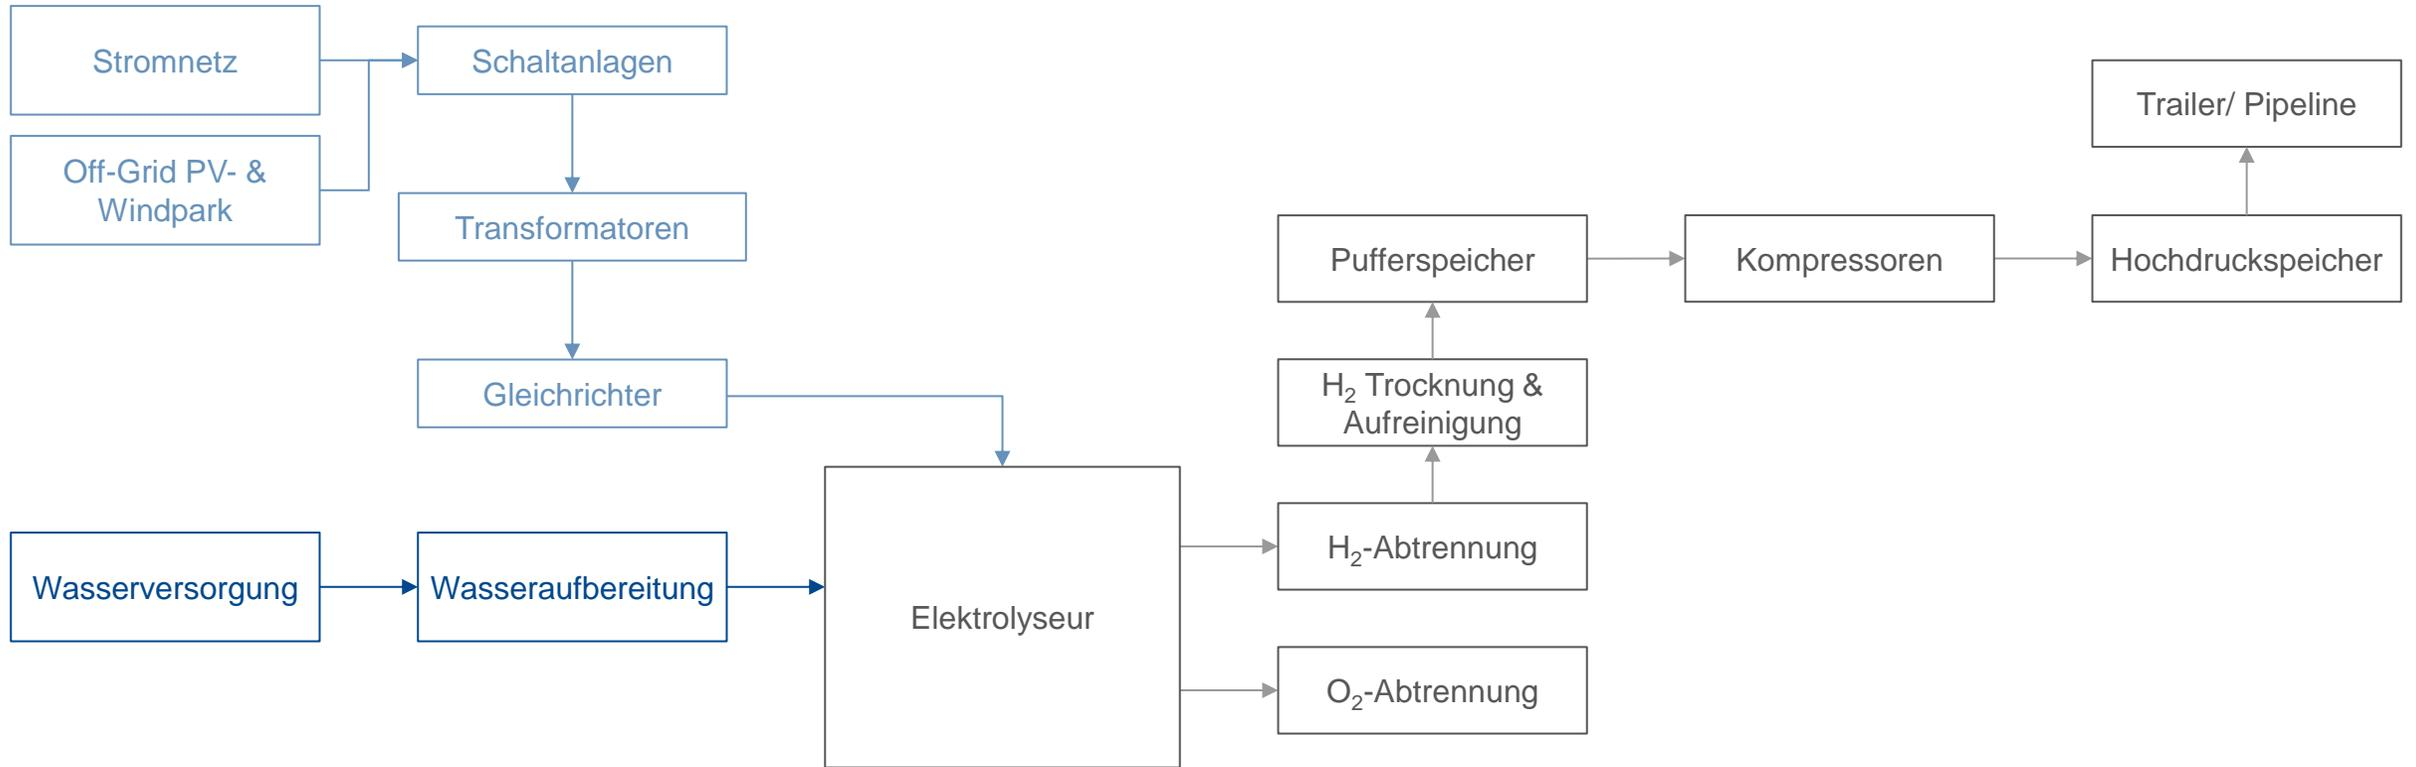 Stromnetz
Schaltanlagen
Trailer/ Pipeline
Off-Grid PV- &
Windpark
Transformatoren
Pufferspeicher
Kompressoren
Hochdruckspeicher
Gleichrichter
H₂ Trocknung &
Aufreinigung
Wasserversorgung
Wasseraufbereitung
Elektrolyseur
H₂-Abtrennung
O₂-Abtrennung